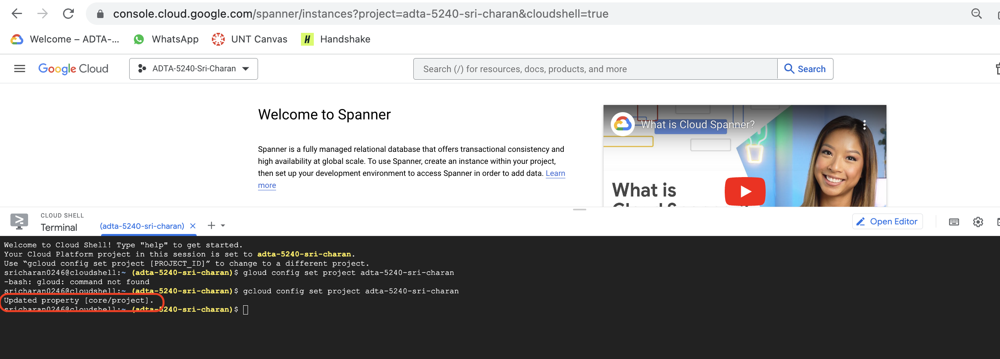 console.cloud.google.com/spanner/instances?project=adta-5240-sri-charan&cloudshell=true
Welcome – ADTA-...
WhatsApp
UNT Canvas
H
Handshake
Google Cloud
ADTA-5240-Sri-Charan
Search (/) for resources, docs, products, and more
Search
Welcome to Spanner
Spanner is a fully managed relational database that offers transactional consistency and
high availability at global scale. To use Spanner, create an instance within your project,
then set up your development environment to access Spanner in order to add data. Learn
more
What is Cloud Spanner?
What is
CLOUD SHELL
Terminal
(adta-5240-sri-charan)
Open Editor
Welcome to Cloud Shell! Type "help" to get started.
Your Cloud Platform project in this session is set to adta-5240-sri-charan.
Use “gcloud config set project [PROJECT_ID]” to change to a different project.
sricharan0246@cloudshell:~ (adta-5240-sri-charan)$ gloud config set project adta-5240-sri-charan
-bash: gloud: command not found
sricharan0246@cloudshell:~ (adta-5240-sri-charan)$ gcloud config set project adta-5240-sri-charan
Updated property [core/project].
sricharan0246@cloudshell:~ (adta-5240-sri-charan)$